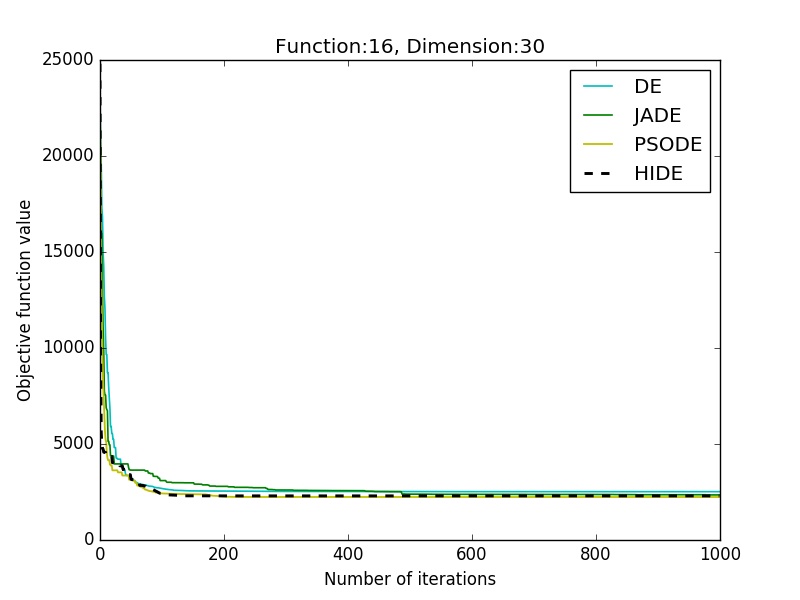 Function:16, Dimension:30
25000
20000
15000
10000
5000
0
Objective function value
DE
JADE
PSODE
HIDE
0 200 400 600 800 1000
Number of iterations